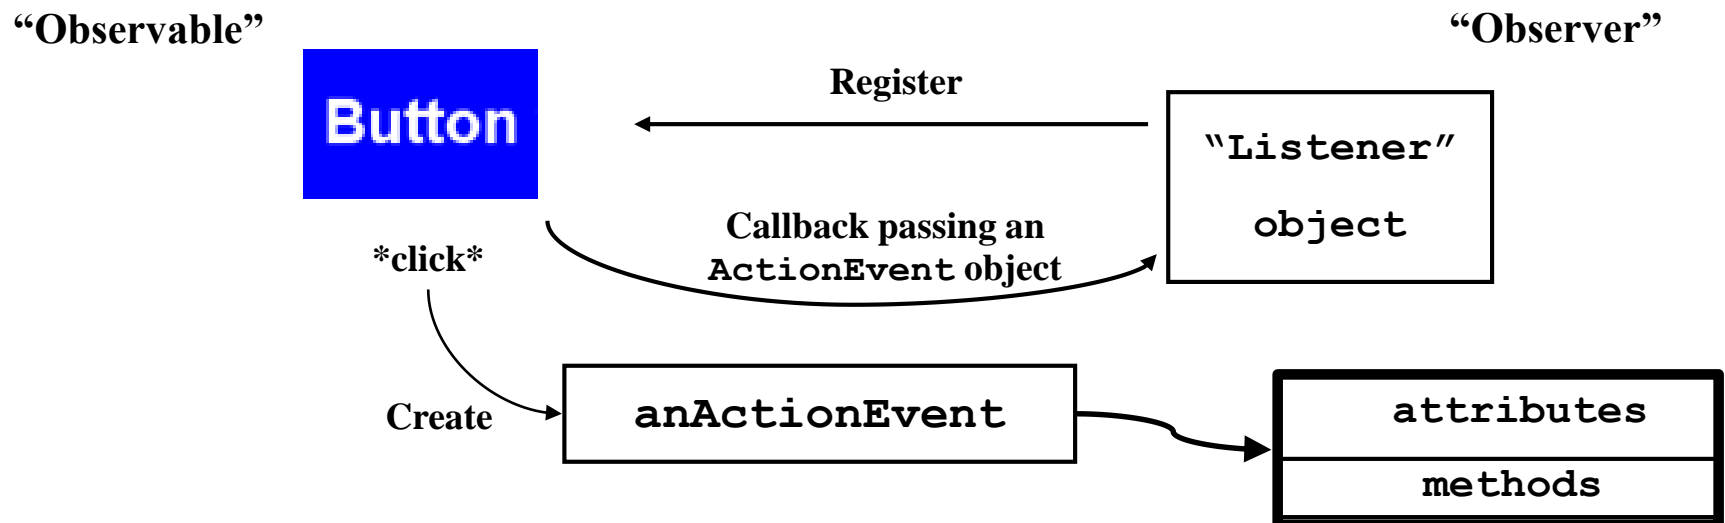 “Observable”
“Observer”
Button
Register
“Listener”
object
*click*
Callback passing an
ActionEvent object
Create
anActionEvent
attributes
methods